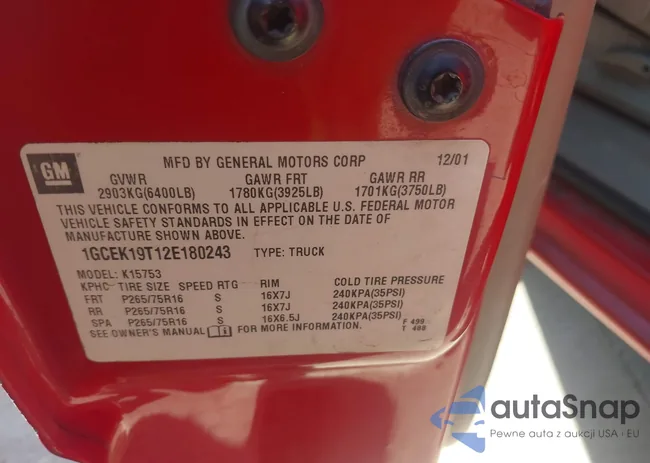 GM
MFD BY GENERAL MOTORS CORP 12/01
GVWR GAWR FRT GAWR RR
2903KG(6400LB) 1780KG(3925LB) 1701KG(3750LB)
THIS VEHICLE CONFORMS TO ALL APPLICABLE U.S. FEDERAL MOTOR
VEHICLE SAFETY STANDARDS IN EFFECT ON THE DATE OF
MANUFACTURE SHOWN ABOVE.
1GCEK19T12E180243 TYPE: TRUCK
MODEL: K15753
KPHC TIRE SIZE SPEED RTG RIM COLD TIRE PRESSURE
FRT P265/75R16 S 16X7J 240KPA(35PSI)
RR P265/75R16 S 16X7J 240KPA(35PSI)
SPA P265/75R16 S 16X6.5J 240KPA(35PSI)
SEE OWNER'S MANUAL FOR MORE INFORMATION. F 499
T 488
autaSnap
Pewne auta z aukcji USA · EU